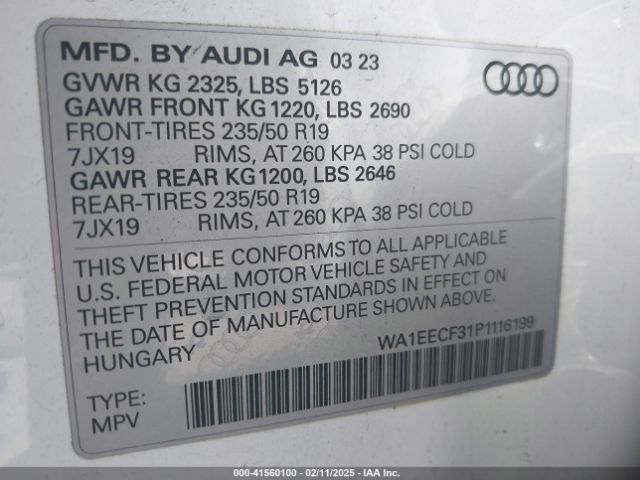 MFD. BY AUDI AG 03 23
GVWR KG 2325, LBS 5126
GAWR FRONT KG 1220, LBS 2690
FRONT-TIRES 235/50 R19
7JX19 RIMS, AT 260 KPA 38 PSI COLD
GAWR REAR KG 1200, LBS 2646
REAR-TIRES 235/50 R19
7JX19 RIMS, AT 260 KPA 38 PSI COLD
THIS VEHICLE CONFORMS TO ALL APPLICABLE
U.S. FEDERAL MOTOR VEHICLE SAFETY AND
THEFT PREVENTION STANDARDS IN EFFECT ON
THE DATE OF MANUFACTURE SHOWN ABOVE.
HUNGARY
WA1EECF31P1116199
TYPE:
MPV
000-41560100 - 02/11/2025 - IAA Inc.